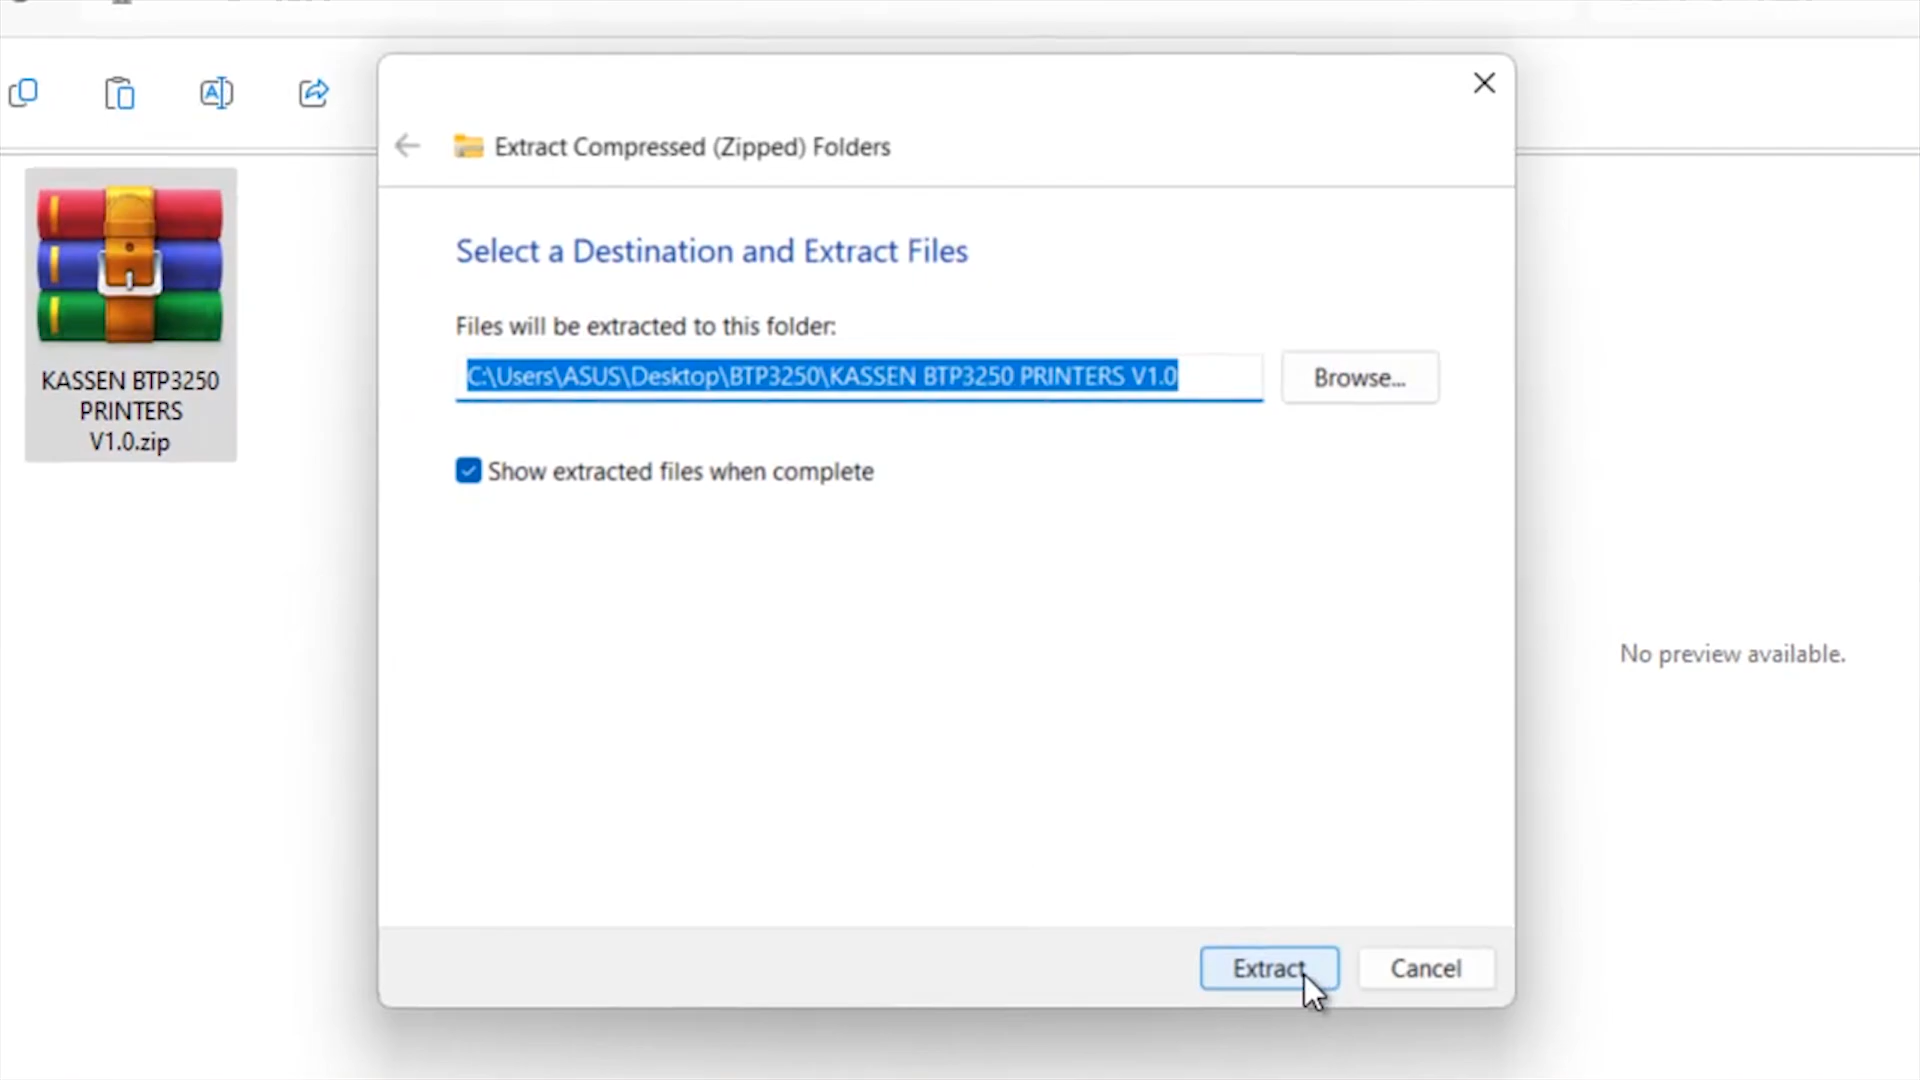 Extract Compressed (Zipped) Folders
KASSEN BTP3250
PRINTERS
V1.0.zip
Select a Destination and Extract Files
Files will be extracted to this folder:
C:\Users\ASUS\Desktop\BTP3250\KASSEN BTP3250 PRINTERS V1.0
Browse...
Show extracted files when complete
No preview available.
Extract
Cancel